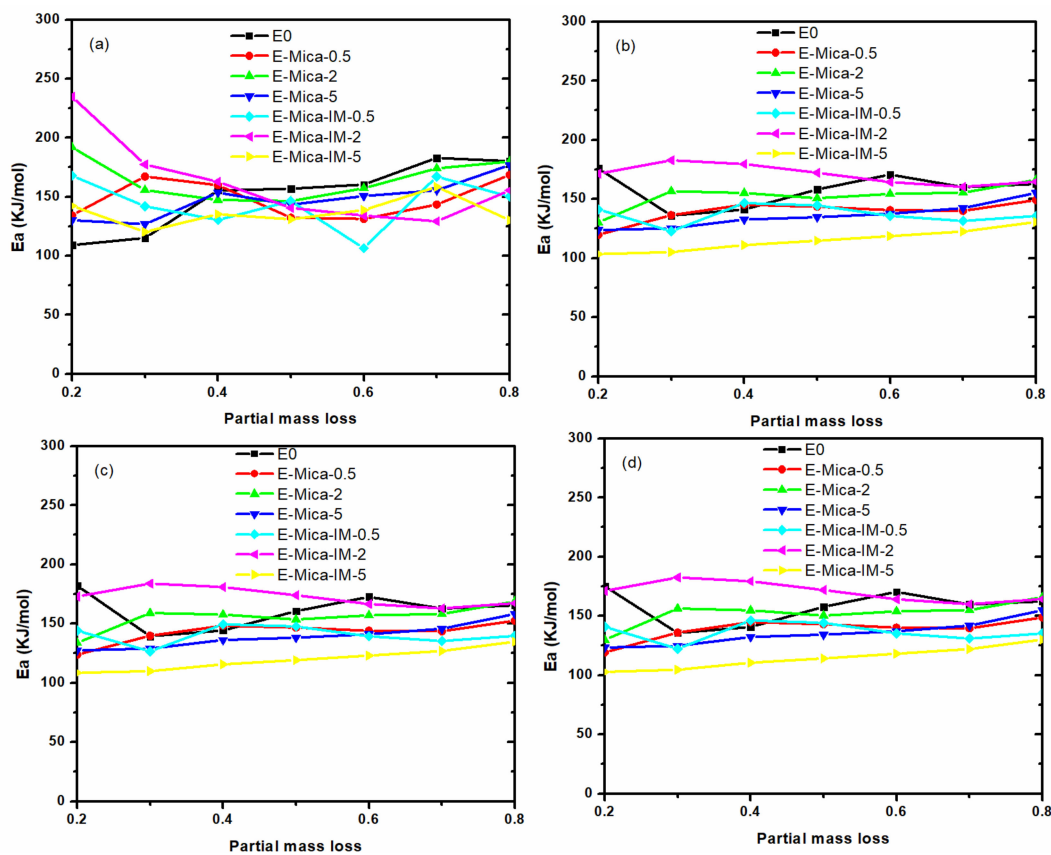 (a)
E0
E-Mica-0.5
E-Mica-2
E-Mica-5
E-Mica-IM-0.5
E-Mica-IM-2
E-Mica-IM-5
300
250
200
150
100
50
0
Ea (KJ/mol)
0.2 0.4 0.6 0.8
Partial mass loss
(b)
E0
E-Mica-0.5
E-Mica-2
E-Mica-5
E-Mica-IM-0.5
E-Mica-IM-2
E-Mica-IM-5
300
250
200
150
100
50
0
Ea (KJ/mol)
0.2 0.4 0.6 0.8
Partial mass loss
(c)
E0
E-Mica-0.5
E-Mica-2
E-Mica-5
E-Mica-IM-0.5
E-Mica-IM-2
E-Mica-IM-5
300
250
200
150
100
50
0
Ea (KJ/mol)
0.2 0.4 0.6 0.8
Partial mass loss
(d)
E0
E-Mica-0.5
E-Mica-2
E-Mica-5
E-Mica-IM-0.5
E-Mica-IM-2
E-Mica-IM-5
300
250
200
150
100
50
0
Ea (KJ/mol)
0.2 0.4 0.6 0.8
Partial mass loss